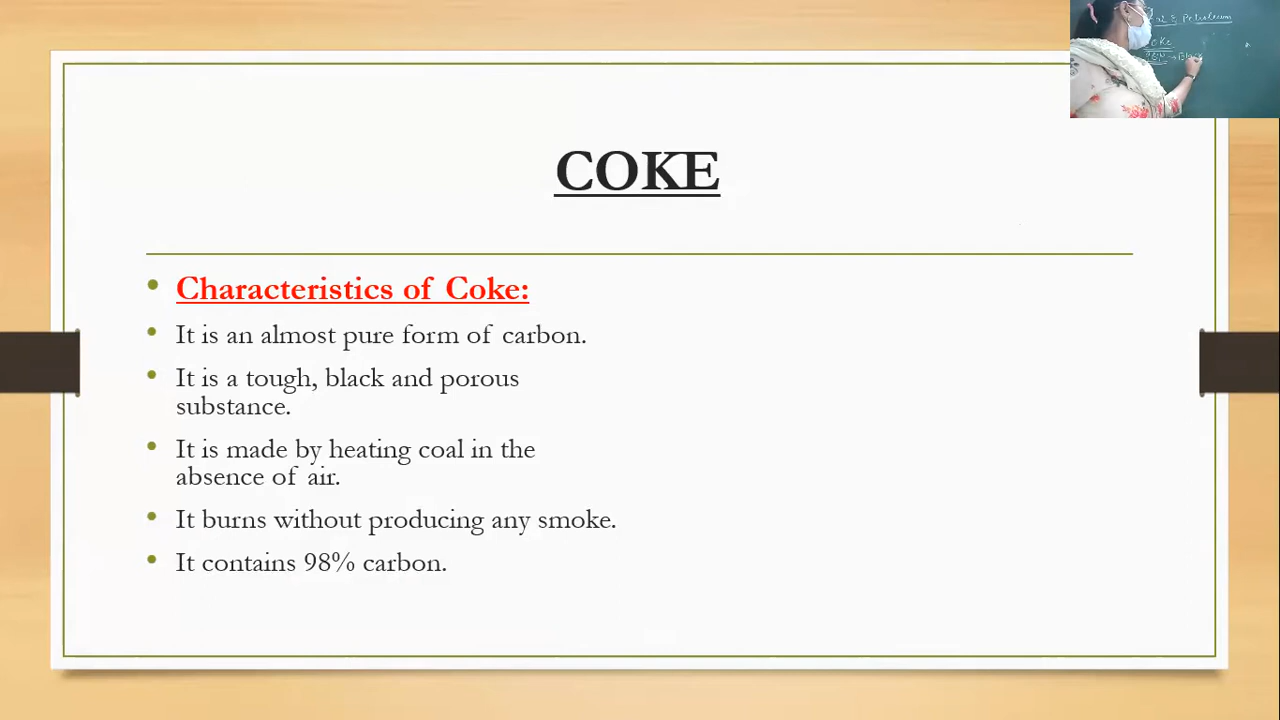 Petroleum
COKE
Characteristics of Coke:
It is an almost pure form of carbon.
It is a tough, black and porous
substance.
It is made by heating coal in the
absence of air.
It burns without producing any smoke.
It contains 98% carbon.